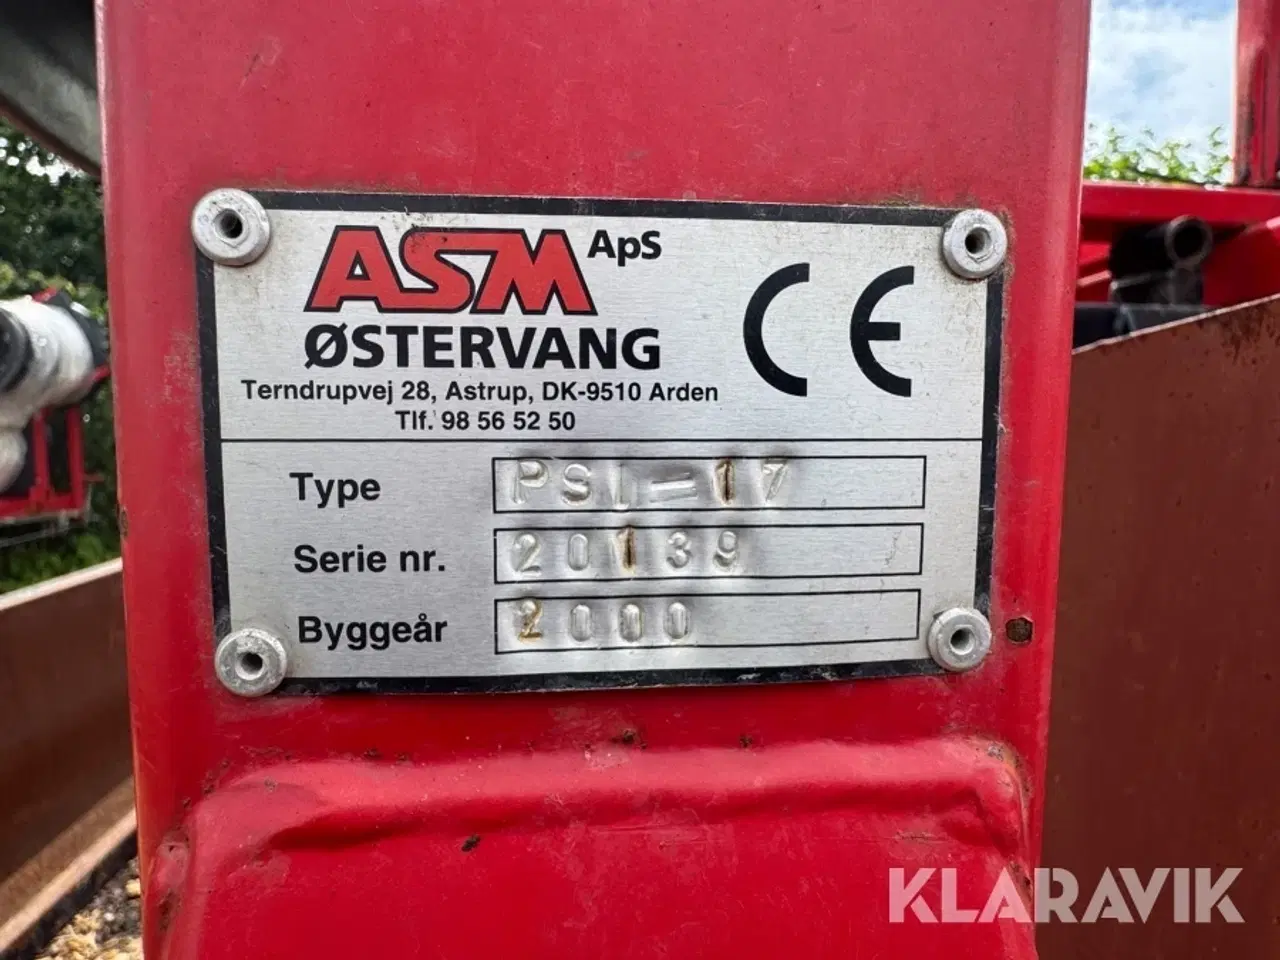 ASM ApS
ØSTERVANG
CE
Terndrupvej 28, Astrup, DK-9510 Arden
Tlf. 98 56 52 50
Type PSL=17
Serie nr. 20139
Byggeår 2000
KLARAVIK